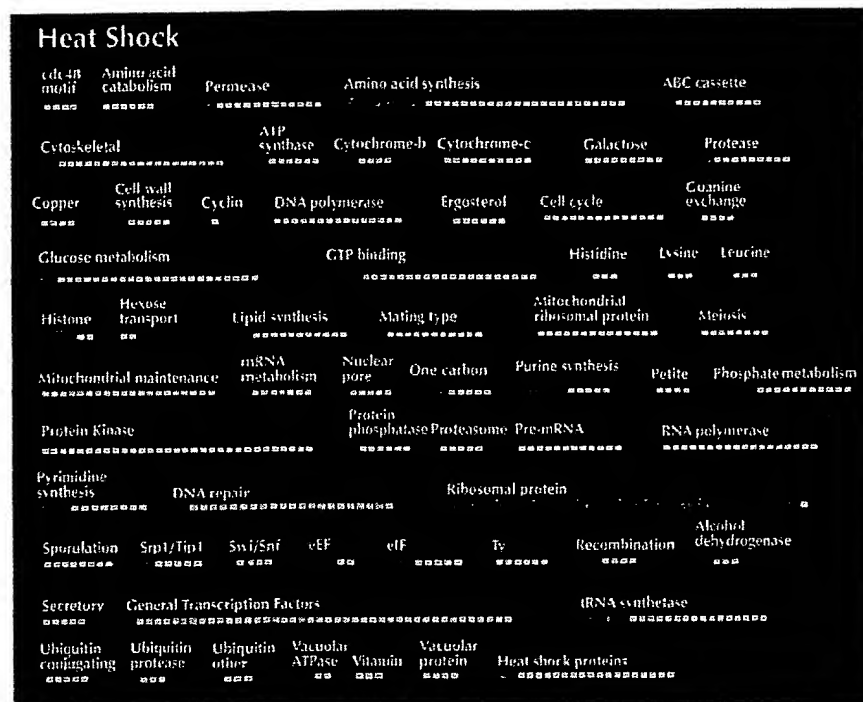 Heat Shock
cdc48 motif
Amino acid catabolism
Permease
Amino acid synthesis
ABC cassette
Cytoskeletal
ATP synthase
Cytochrome-b
Cytochrome-c
Galactose
Protease
Copper
Cell wall synthesis
Cyclin
DNA polymerase
Ergosterol
Cell cycle
Guanine exchange
Glucose metabolism
GTP binding
Histidine
Lysine
Leucine
Histone
Hexose transport
Lipid synthesis
Mating type
Mitochondrial ribosomal protein
Meiosis
Mitochondrial maintenance
mRNA metabolism
Nuclear pore
One carbon
Purine synthesis
Petite
Phosphate metabolism
Protein Kinase
Protein phosphatase
Proteasome
Pre-mRNA
RNA polymerase
Pyrimidine synthesis
DNA repair
Ribosomal protein
Sporulation
Srp1/Tip1
Swi/Snf
eEF
eIF
Ty
Recombination
Alcohol dehydrogenase
Secretory
General Transcription Factors
tRNA synthetase
Ubiquitin conjugating
Ubiquitin protease
Ubiquitin other
Vacuolar ATPase
Vitamin
Vacuolar protein
Heat shock proteins